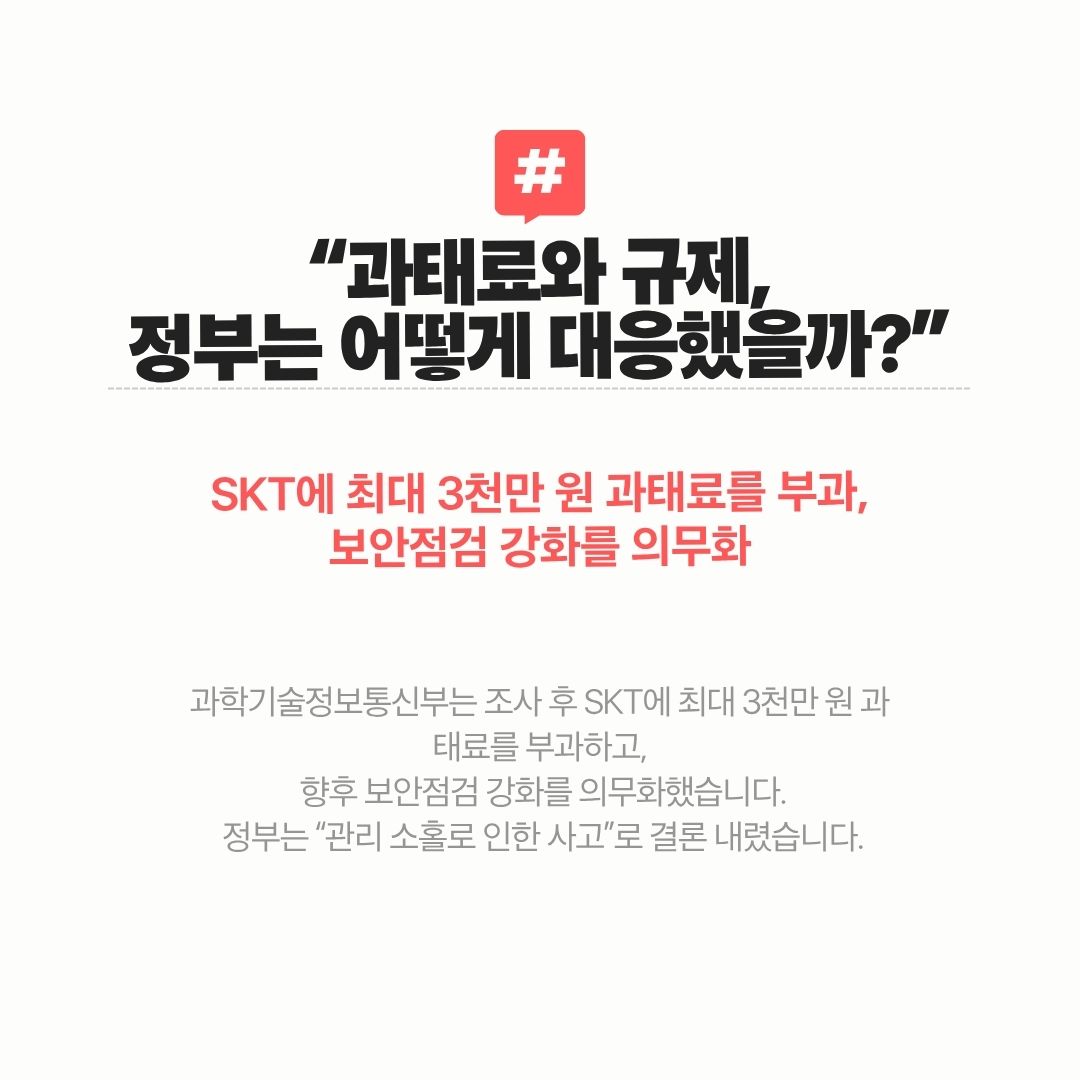 #
“과태료와 규제,
정부는 어떻게 대응했을까?”
SKT에 최대 3천만 원 과태료를 부과,
보안점검 강화를 의무화
과학기술정보통신부는 조사 후 SKT에 최대 3천만 원 과
태료를 부과하고,
향후 보안점검 강화를 의무화했습니다.
정부는 “관리 소홀로 인한 사고”로 결론 내렸습니다.